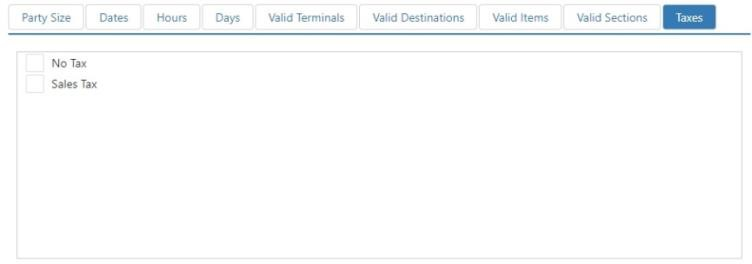 Party Size Dates Hours Days Valid Terminals Valid Destinations Valid Items Valid Sections Taxes
No Tax
Sales Tax